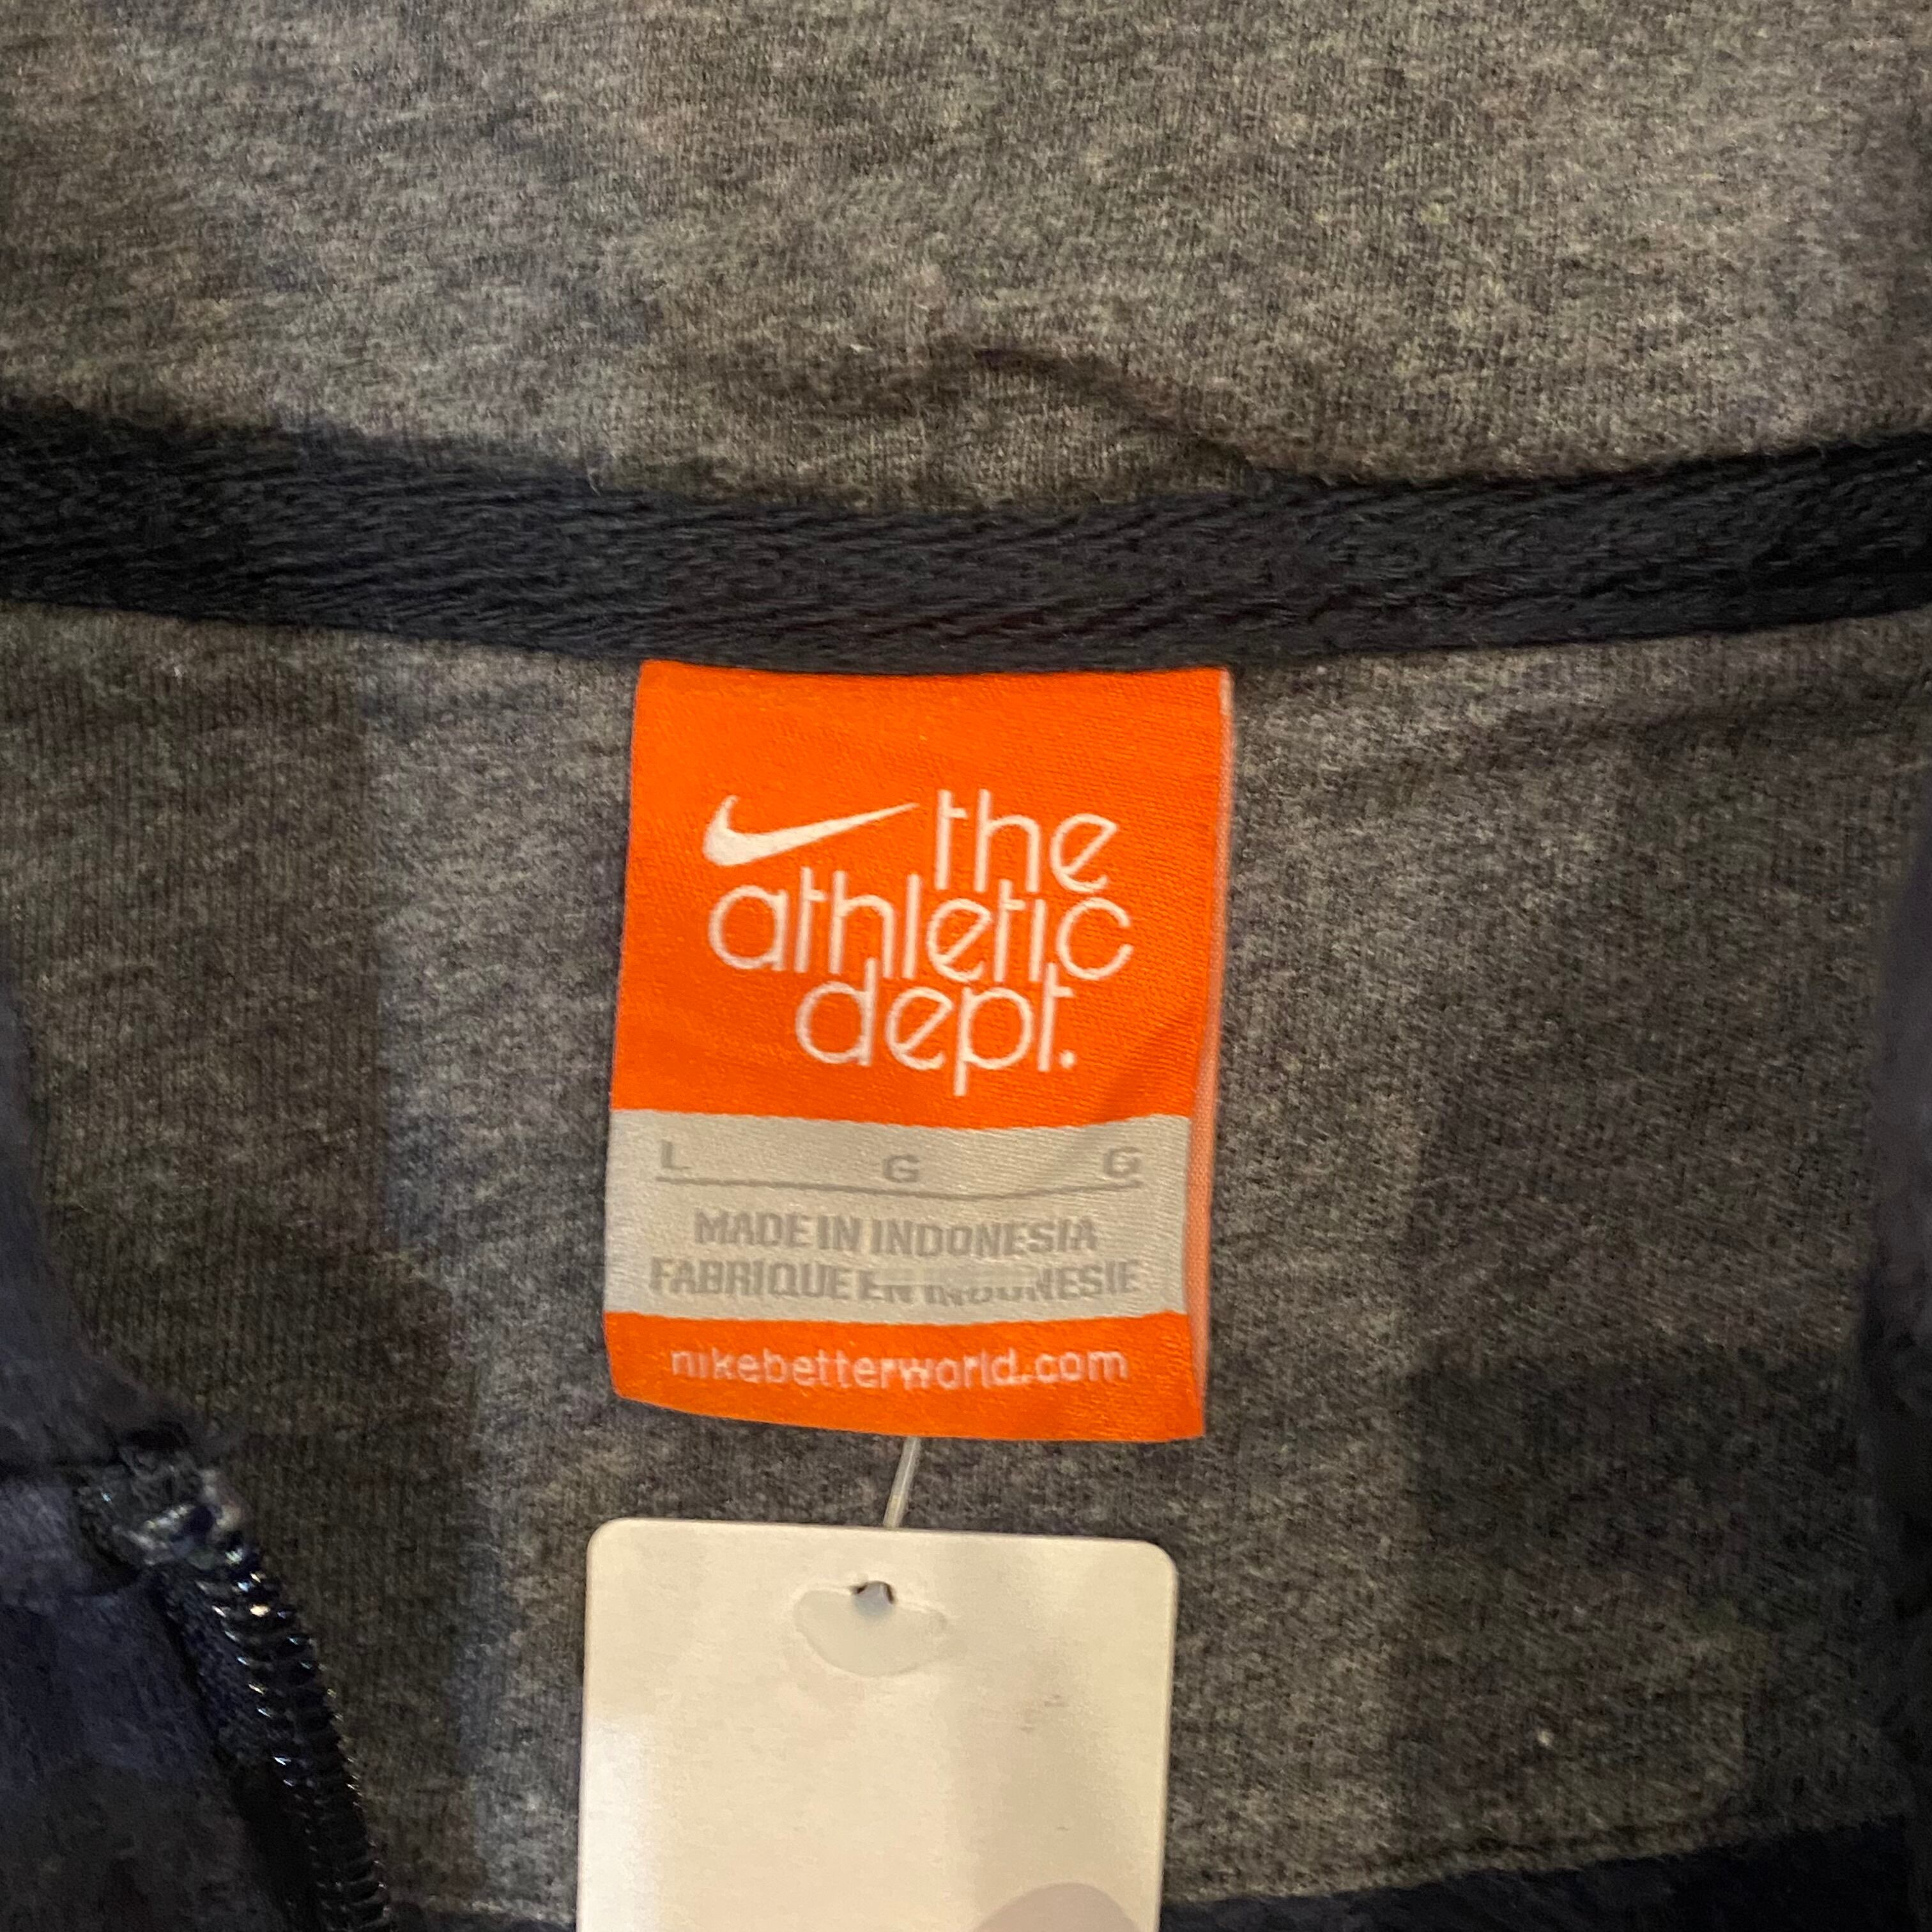 the
athletic
dept.
L G G
MADE IN INDONESIA
FABRIQUE EN INDONESIE
nikebetterworld.com